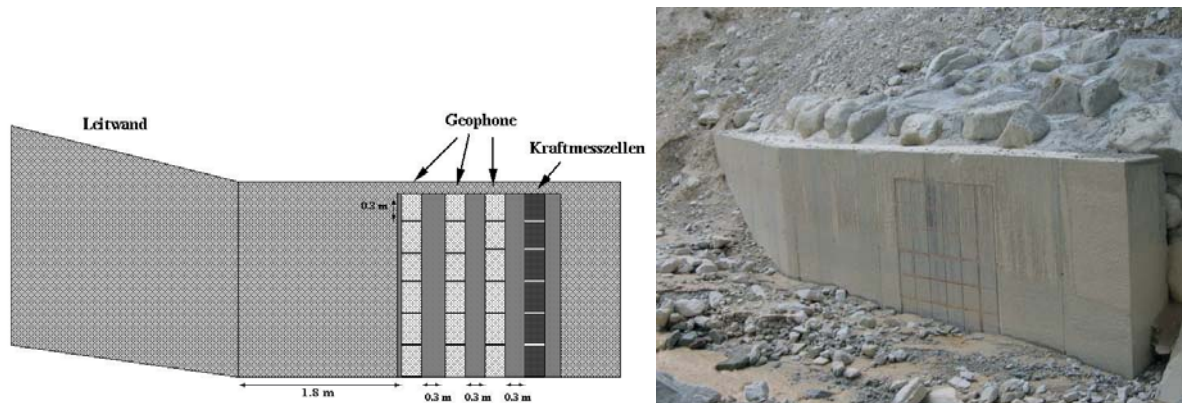 Leitwand
Geophone
Kraftmesszellen
0.3 m
1.8 m
0.3 m 0.3 m 0.3 m